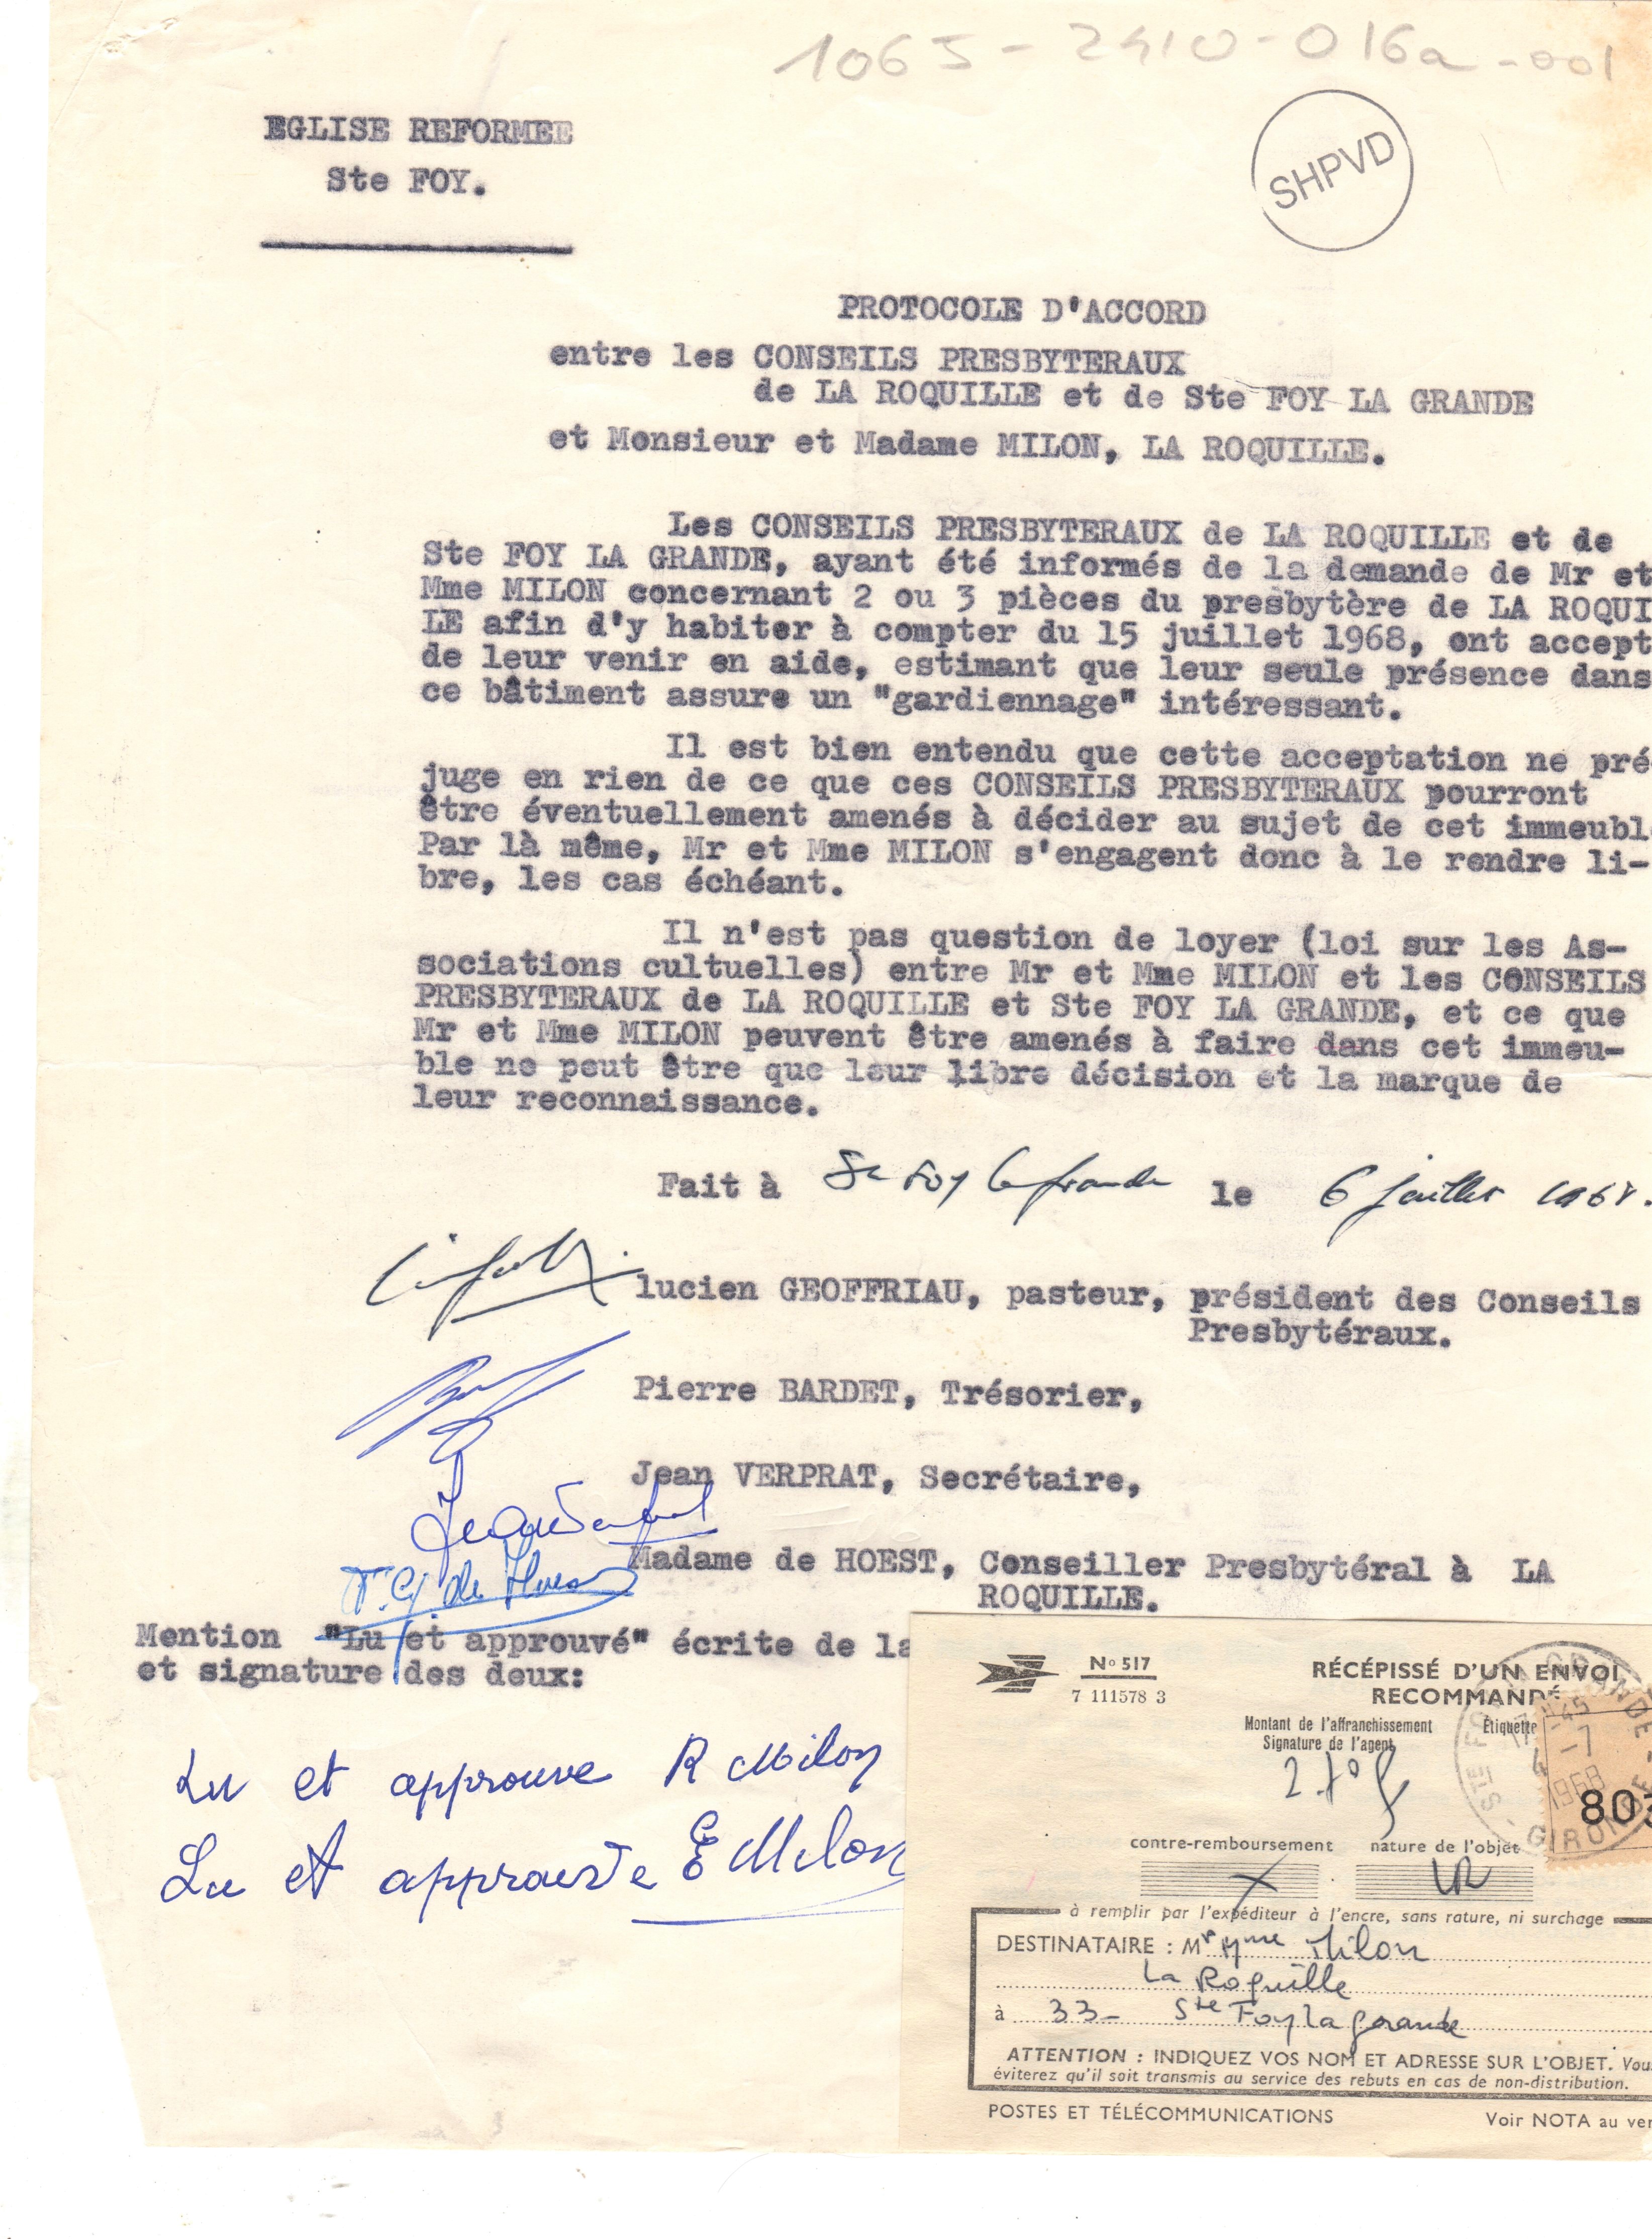 1065-2410-016a-001
SHPVD
EGLISE REFORMEE
Ste FOY.
PROTOCOLE D'ACCORD
entre les CONSEILS PRESBYTERAUX
de LA ROQUILLE et de Ste FOY LA GRANDE
et Monsieur et Madame MILON, LA ROQUILLE.
Les CONSEILS PRESBYTERAUX de LA ROQUILLE et de
Ste FOY LA GRANDE, ayant été informés de la demande de Mr et
Mme MILON concernant 2 ou 3 pièces du presbytère de LA ROQUI
LE afin d'y habiter à compter du 15 juillet 1968, ont accept
de leur venir en aide, estimant que leur seule présence dans
ce bâtiment assure un "gardiennage" intéressant.
Il est bien entendu que cette acceptation ne pré
juge en rien de ce que ces CONSEILS PRESBYTERAUX pourront
être éventuellement amenés à décider au sujet de cet immeubl
Par là même, Mr et Mme MILON s'engagent donc à le rendre li-
bre, les cas échéant.
Il n'est pas question de loyer (loi sur les As-
sociations cultuelles) entre Mr et Mme MILON et les CONSEILS
PRESBYTERAUX de LA ROQUILLE et Ste FOY LA GRANDE, et ce que
Mr et Mme MILON peuvent être amenés à faire dans cet immeu-
ble ne peut être que leur libre décision et la marque de
leur reconnaissance.
Fait à Ste Foy la grande le 6 juillet 1968.
lucien GEOFFRIAU, pasteur, président des Conseils
Presbytéraux.
Pierre BARDET, Trésorier,
Jean VERPRAT, Secrétaire,
Madame de HOEST, Conseiller Presbytéral à LA
ROQUILLE.
Mention "Lu et approuvé" écrite de la
et signature des deux:
Lu et approuve R Milon
Lu et approuvé E Milon
No 517
7 111578 3
RÉCÉPISSÉ D'UN ENVOI
RECOMMANDÉ
Montant de l'affranchissement
Signature de l'agent
Étiquette
STE FOY LA GRANDE
GIRONDE
1968
803
contre-remboursement nature de l'objet
à remplir par l'expéditeur à l'encre, sans rature, ni surchage
DESTINATAIRE : Mr Mme Milon
La Roquille
à 33- Ste Foy la grande
ATTENTION : INDIQUEZ VOS NOM ET ADRESSE SUR L'OBJET. Vous
éviterez qu'il soit transmis au service des rebuts en cas de non-distribution.
POSTES ET TÉLÉCOMMUNICATIONS Voir NOTA au ver